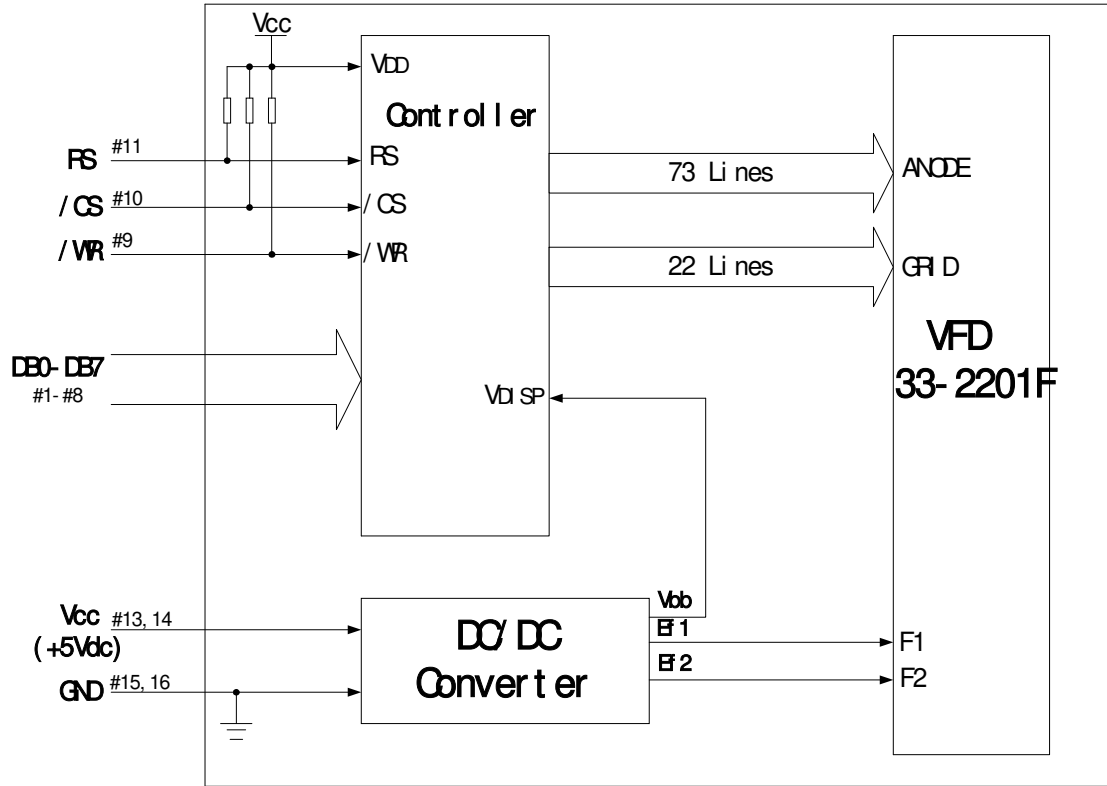 Vcc
VDD
Controller
RS #11
RS
73 Lines
ANODE
/CS #10
/CS
/WR #9
/WR
22 Lines
GRID
VFD
33-2201F
DB0-DB7
#1-#8
VDISP
Vcc #13, 14
(+5Vdc)
GND #15, 16
DC/DC
Converter
Vbb
Ef1
Ef2
F1
F2